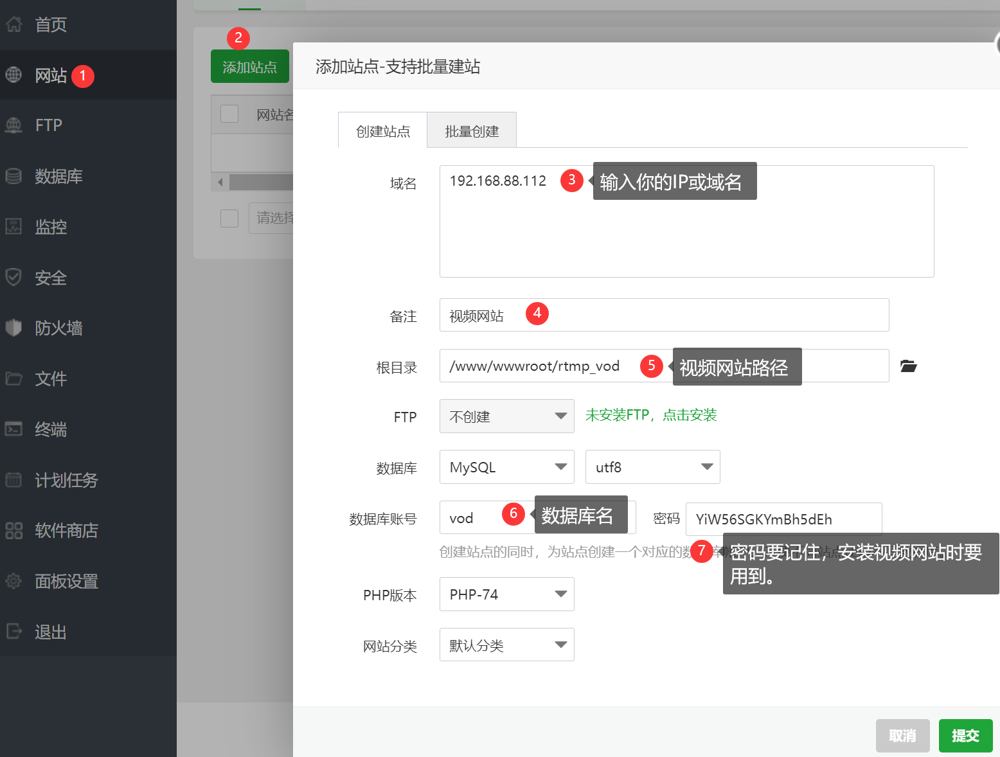 首页
网站 1
FTP
数据库
监控
安全
防火墙
文件
终端
计划任务
软件商店
面板设置
退出
2
添加站点
网站名
请选择
添加站点-支持批量建站
创建站点 批量创建
域名 192.168.88.112 3 输入你的IP或域名
备注 视频网站 4
根目录 /www/wwwroot/rtmp_vod 5 视频网站路径
FTP 不创建 未安装FTP，点击安装
数据库 MySQL utf8
数据库账号 vod 6 数据库名 密码 YiW56SGKYmBh5dEh
创建站点的同时，为站点创建一个对应的数
7 密码要记住，安装视频网站时要
用到。
PHP版本 PHP-74
网站分类 默认分类
取消 提交